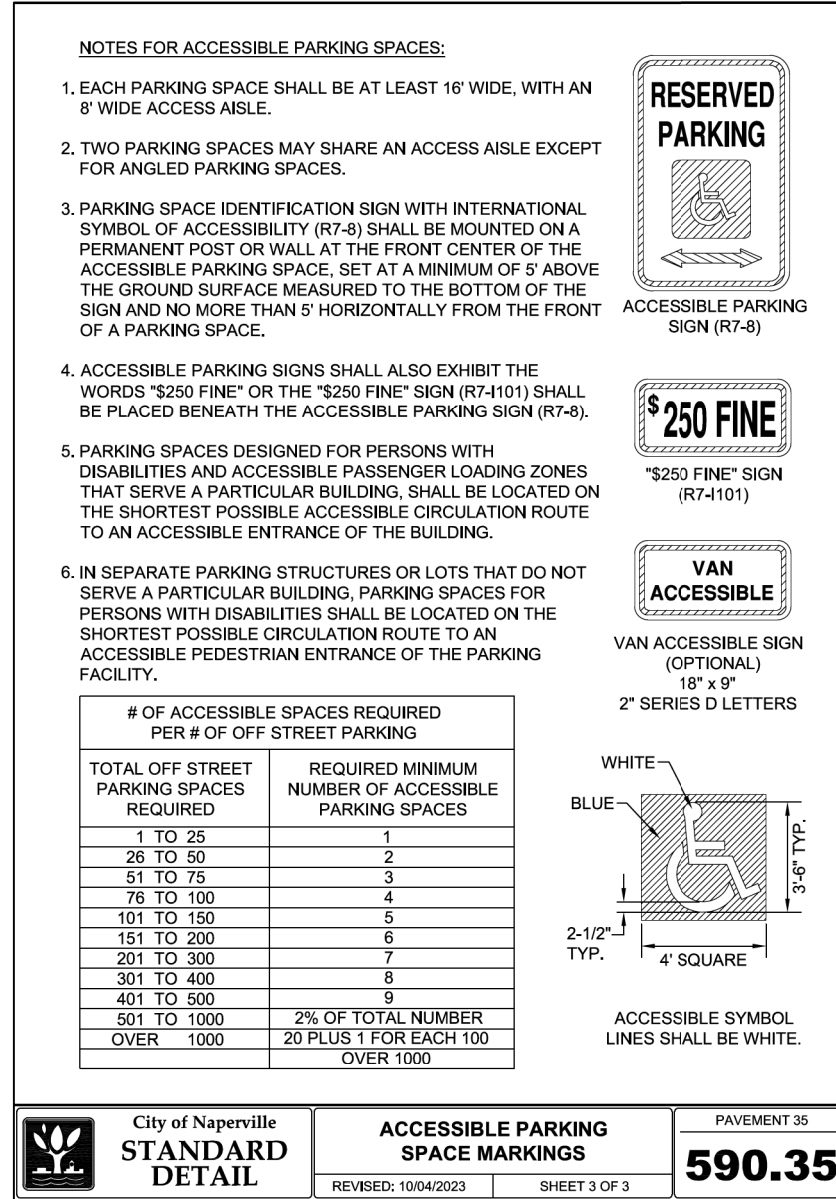 NOTES FOR ACCESSIBLE PARKING SPACES:
1. EACH PARKING SPACE SHALL BE AT LEAST 16' WIDE, WITH AN
8' WIDE ACCESS AISLE.
2. TWO PARKING SPACES MAY SHARE AN ACCESS AISLE EXCEPT
FOR ANGLED PARKING SPACES.
3. PARKING SPACE IDENTIFICATION SIGN WITH INTERNATIONAL
SYMBOL OF ACCESSIBILITY (R7-8) SHALL BE MOUNTED ON A
PERMANENT POST OR WALL AT THE FRONT CENTER OF THE
ACCESSIBLE PARKING SPACE, SET AT A MINIMUM OF 5' ABOVE
THE GROUND SURFACE MEASURED TO THE BOTTOM OF THE
SIGN AND NO MORE THAN 5' HORIZONTALLY FROM THE FRONT
OF A PARKING SPACE.
4. ACCESSIBLE PARKING SIGNS SHALL ALSO EXHIBIT THE
WORDS "$250 FINE" OR THE "$250 FINE" SIGN (R7-I101) SHALL
BE PLACED BENEATH THE ACCESSIBLE PARKING SIGN (R7-8).
5. PARKING SPACES DESIGNED FOR PERSONS WITH
DISABILITIES AND ACCESSIBLE PASSENGER LOADING ZONES
THAT SERVE A PARTICULAR BUILDING, SHALL BE LOCATED ON
THE SHORTEST POSSIBLE ACCESSIBLE CIRCULATION ROUTE
TO AN ACCESSIBLE ENTRANCE OF THE BUILDING.
6. IN SEPARATE PARKING STRUCTURES OR LOTS THAT DO NOT
SERVE A PARTICULAR BUILDING, PARKING SPACES FOR
PERSONS WITH DISABILITIES SHALL BE LOCATED ON THE
SHORTEST POSSIBLE CIRCULATION ROUTE TO AN
ACCESSIBLE PEDESTRIAN ENTRANCE OF THE PARKING
FACILITY.
# OF ACCESSIBLE SPACES REQUIRED
PER # OF OFF STREET PARKING
TOTAL OFF STREET
PARKING SPACES
REQUIRED
REQUIRED MINIMUM
NUMBER OF ACCESSIBLE
PARKING SPACES
1 TO 25 1
26 TO 50 2
51 TO 75 3
76 TO 100 4
101 TO 150 5
151 TO 200 6
201 TO 300 7
301 TO 400 8
401 TO 500 9
501 TO 1000 2% OF TOTAL NUMBER
OVER 1000 20 PLUS 1 FOR EACH 100
OVER 1000
RESERVED
PARKING
ACCESSIBLE PARKING
SIGN (R7-8)
$250 FINE
"$250 FINE" SIGN
(R7-I101)
VAN
ACCESSIBLE
VAN ACCESSIBLE SIGN
(OPTIONAL)
18" x 9"
2" SERIES D LETTERS
WHITE
BLUE
3'-6" TYP.
2-1/2"
TYP.
4' SQUARE
ACCESSIBLE SYMBOL
LINES SHALL BE WHITE.
City of Naperville
STANDARD
DETAIL
ACCESSIBLE PARKING
SPACE MARKINGS
REVISED: 10/04/2023
SHEET 3 OF 3
PAVEMENT 35
590.35